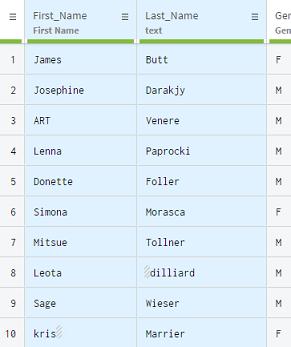 First_Name Last_Name Ger
First Name text Gen
1 James Butt F
2 Josephine Darakjy M
3 ART Venere M
4 Lenna Paprocki M
5 Donette Foller M
6 Simona Morasca F
7 Mitsue Tollner M
8 Leota dilliard M
9 Sage Wieser M
10 kris Marrier F